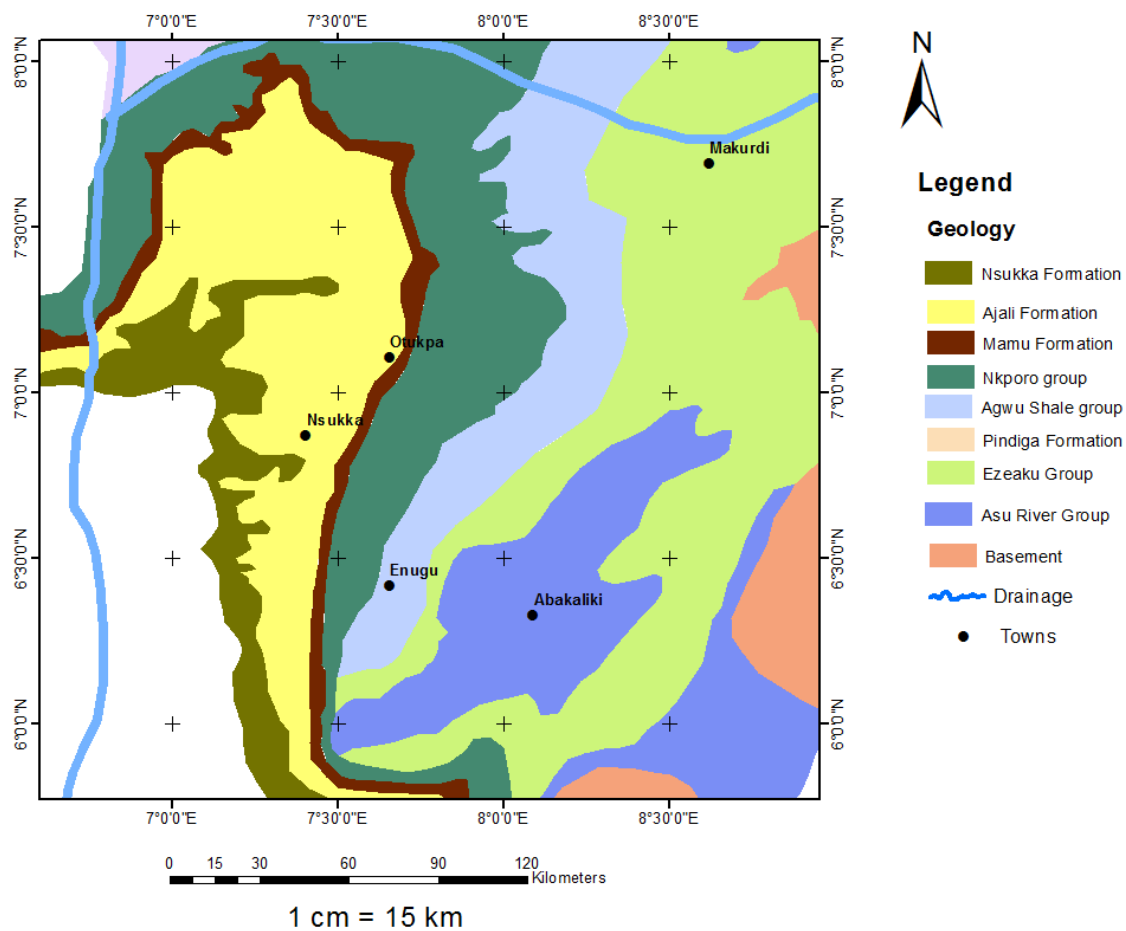 7°0'0"E 7°30'0"E 8°0'0"E 8°30'0"E
8°0'0"N 8°0'0"N
7°30'0"N 7°30'0"N
7°0'0"N 7°0'0"N
6°30'0"N 6°30'0"N
6°0'0"N 6°0'0"N
Makurdi
Otukpa
Nsukka
Enugu
Abakaliki
7°0'0"E 7°30'0"E 8°0'0"E 8°30'0"E
0 15 30 60 90 120
Kilometers
1 cm = 15 km
N
Legend
Geology
Nsukka Formation
Ajali Formation
Mamu Formation
Nkporo group
Agwu Shale group
Pindiga Formation
Ezeaku Group
Asu River Group
Basement
Drainage
Towns